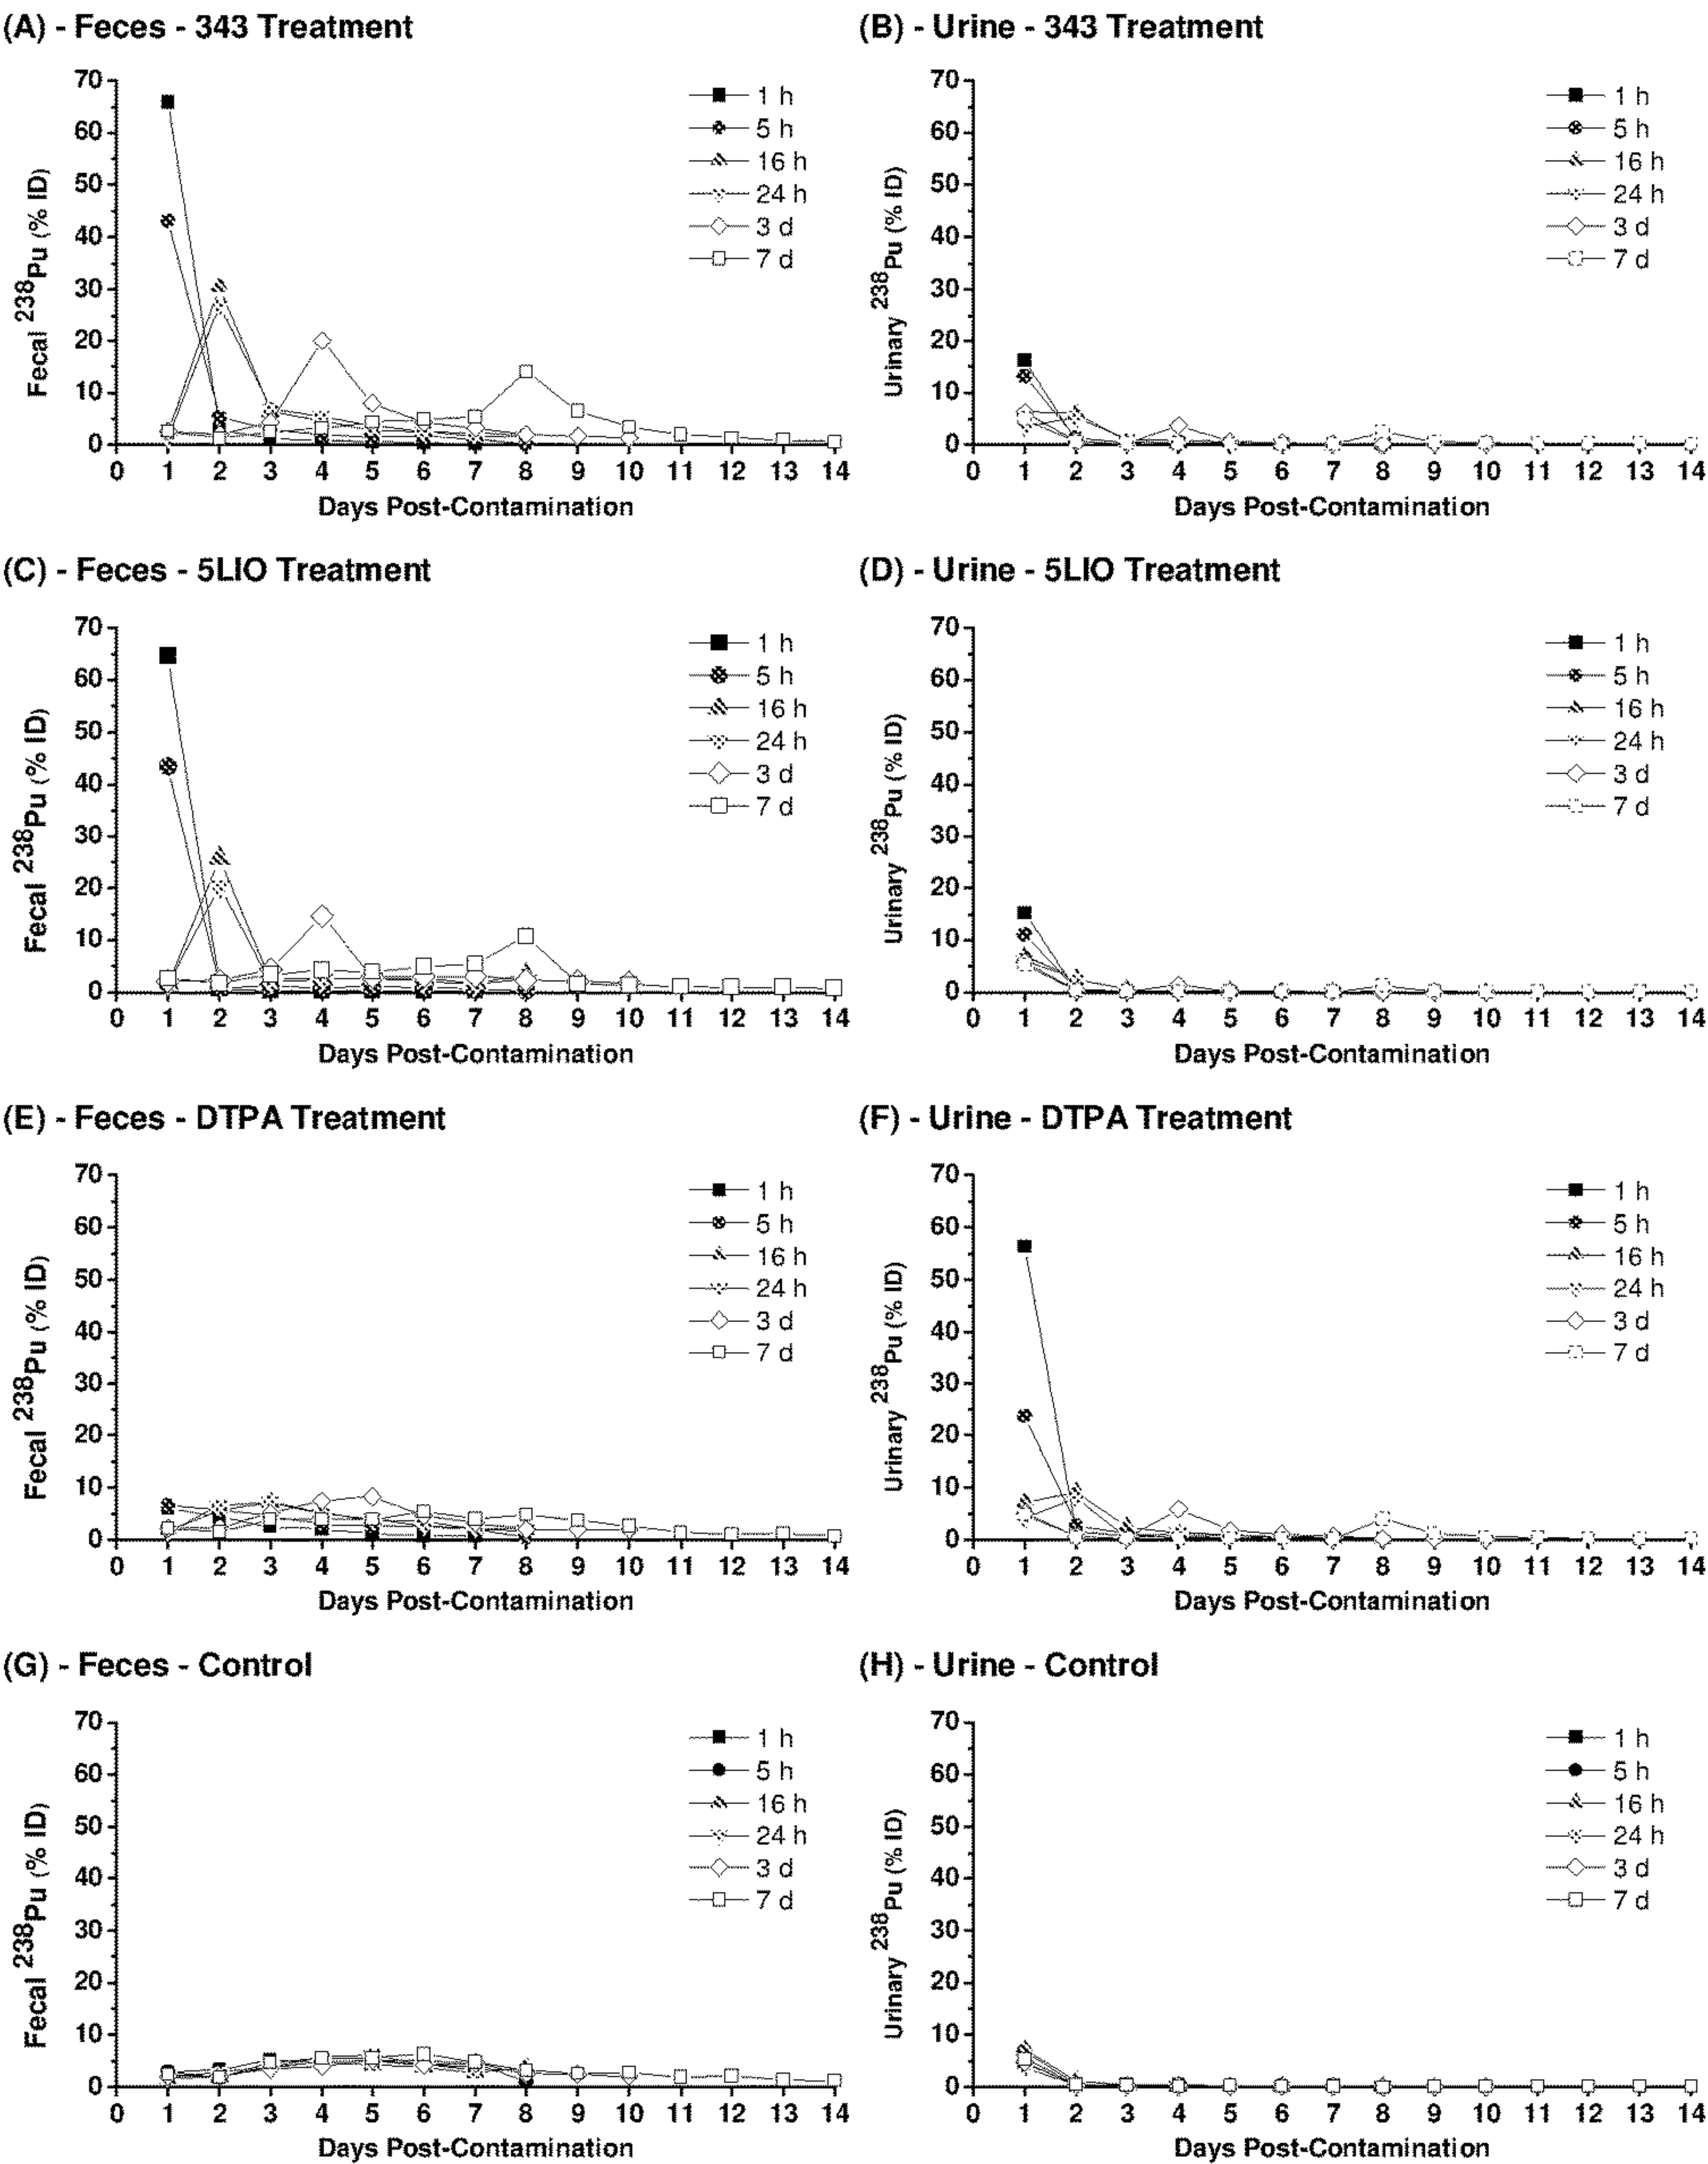 (A) - Feces - 343 Treatment
Fecal 238Pu (% ID)
70
60
50
40
30
20
10
0
1 h
5 h
16 h
24 h
3 d
7 d
0 1 2 3 4 5 6 7 8 9 10 11 12 13 14
Days Post-Contamination
(B) - Urine - 343 Treatment
Urinary 238Pu (% ID)
70
60
50
40
30
20
10
0
1 h
5 h
16 h
24 h
3 d
7 d
0 1 2 3 4 5 6 7 8 9 10 11 12 13 14
Days Post-Contamination
(C) - Feces - 5LIO Treatment
Fecal 238Pu (% ID)
70
60
50
40
30
20
10
0
1 h
5 h
16 h
24 h
3 d
7 d
0 1 2 3 4 5 6 7 8 9 10 11 12 13 14
Days Post-Contamination
(D) - Urine - 5LIO Treatment
Urinary 238Pu (% ID)
70
60
50
40
30
20
10
0
1 h
5 h
16 h
24 h
3 d
7 d
0 1 2 3 4 5 6 7 8 9 10 11 12 13 14
Days Post-Contamination
(E) - Feces - DTPA Treatment
Fecal 238Pu (% ID)
70
60
50
40
30
20
10
0
1 h
5 h
16 h
24 h
3 d
7 d
0 1 2 3 4 5 6 7 8 9 10 11 12 13 14
Days Post-Contamination
(F) - Urine - DTPA Treatment
Urinary 238Pu (% ID)
70
60
50
40
30
20
10
0
1 h
5 h
16 h
24 h
3 d
7 d
0 1 2 3 4 5 6 7 8 9 10 11 12 13 14
Days Post-Contamination
(G) - Feces - Control
Fecal 238Pu (% ID)
70
60
50
40
30
20
10
0
1 h
5 h
16 h
24 h
3 d
7 d
0 1 2 3 4 5 6 7 8 9 10 11 12 13 14
Days Post-Contamination
(H) - Urine - Control
Urinary 238Pu (% ID)
70
60
50
40
30
20
10
0
1 h
5 h
16 h
24 h
3 d
7 d
0 1 2 3 4 5 6 7 8 9 10 11 12 13 14
Days Post-Contamination